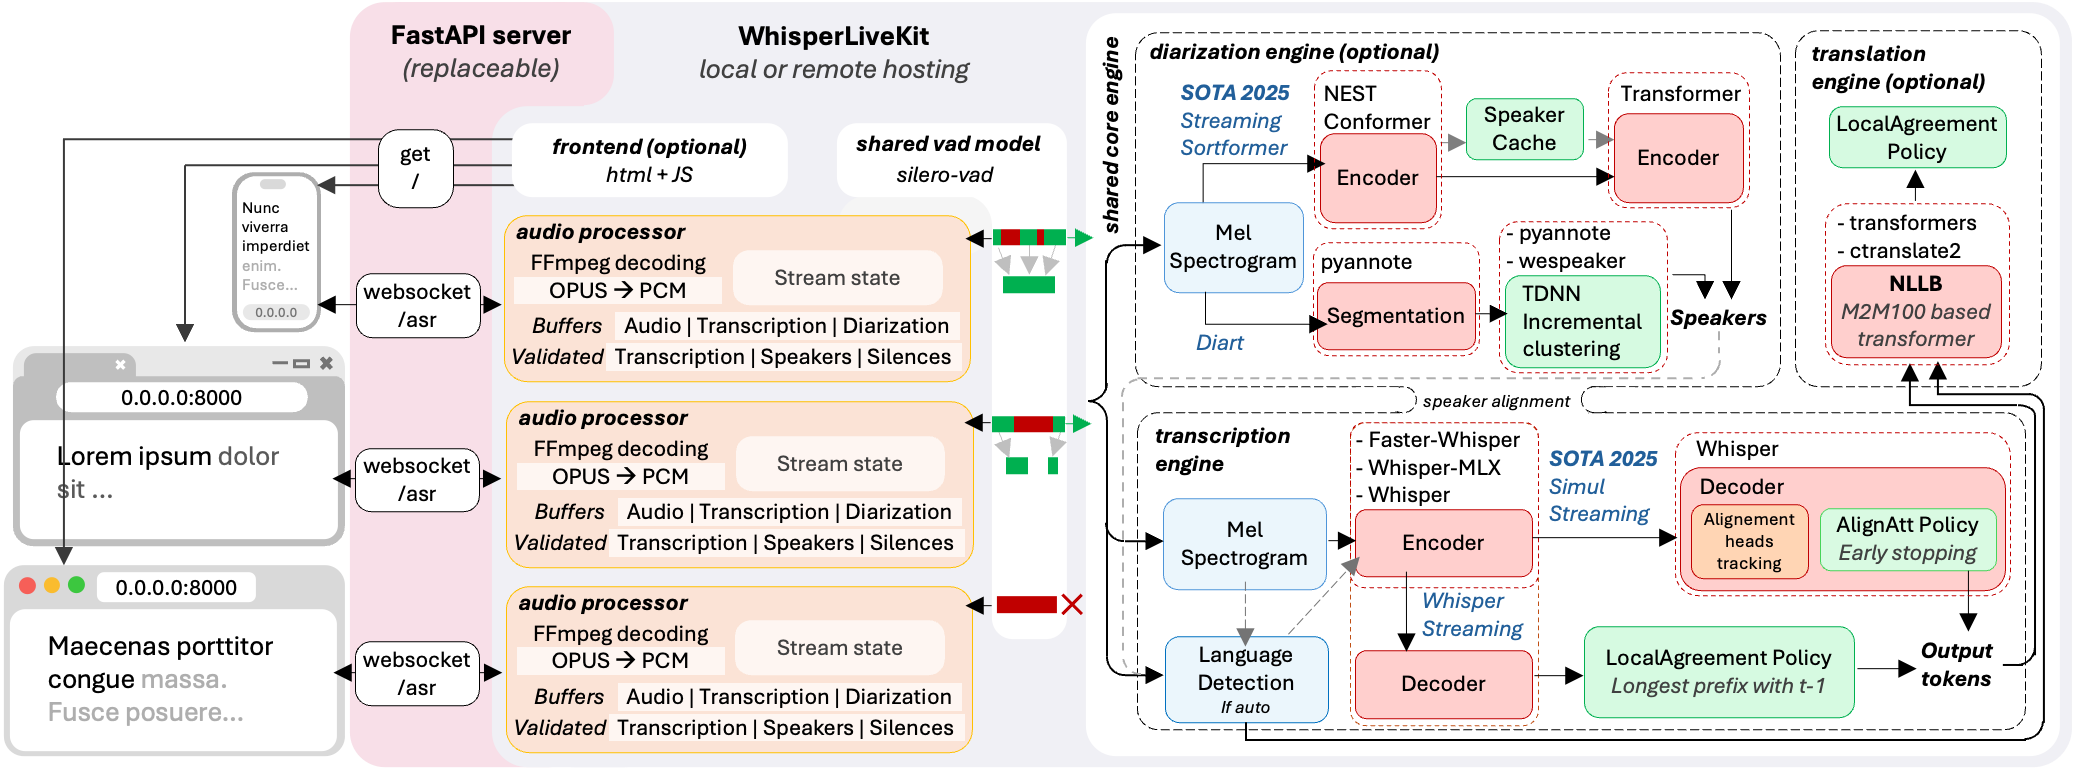 FastAPI server
(replaceable)
WhisperLiveKit
local or remote hosting
get
/
frontend (optional)
html + JS
shared vad model
silero-vad
Nunc
viverra
imperdiet
enim.
Fusce...
0.0.0.0
websocket
/asr
audio processor
FFmpeg decoding
OPUS → PCM
Stream state
Buffers Audio | Transcription | Diarization
Validated Transcription | Speakers | Silences
0.0.0.0:8000
Lorem ipsum dolor
sit ...
websocket
/asr
audio processor
FFmpeg decoding
OPUS → PCM
Stream state
Buffers Audio | Transcription | Diarization
Validated Transcription | Speakers | Silences
0.0.0.0:8000
Maecenas porttitor
congue massa.
Fusce posuere...
websocket
/asr
audio processor
FFmpeg decoding
OPUS → PCM
Stream state
Buffers Audio | Transcription | Diarization
Validated Transcription | Speakers | Silences
shared core engine
diarization engine (optional)
SOTA 2025
Streaming
Sortformer
NEST
Conformer
Encoder
Speaker
Cache
Transformer
Encoder
Mel
Spectrogram
Diart
pyannote
Segmentation
- pyannote
- wespeaker
TDNN
Incremental
clustering
Speakers
translation
engine (optional)
LocalAgreement
Policy
- transformers
- ctranslate2
NLLB
M2M100 based
transformer
speaker alignment
transcription
engine
Mel
Spectrogram
Language
Detection
If auto
- Faster-Whisper
- Whisper-MLX
- Whisper
Encoder
Whisper
Streaming
Decoder
SOTA 2025
Simul
Streaming
Whisper
Decoder
Alignement
heads
tracking
AlignAtt Policy
Early stopping
LocalAgreement Policy
Longest prefix with t-1
Output
tokens